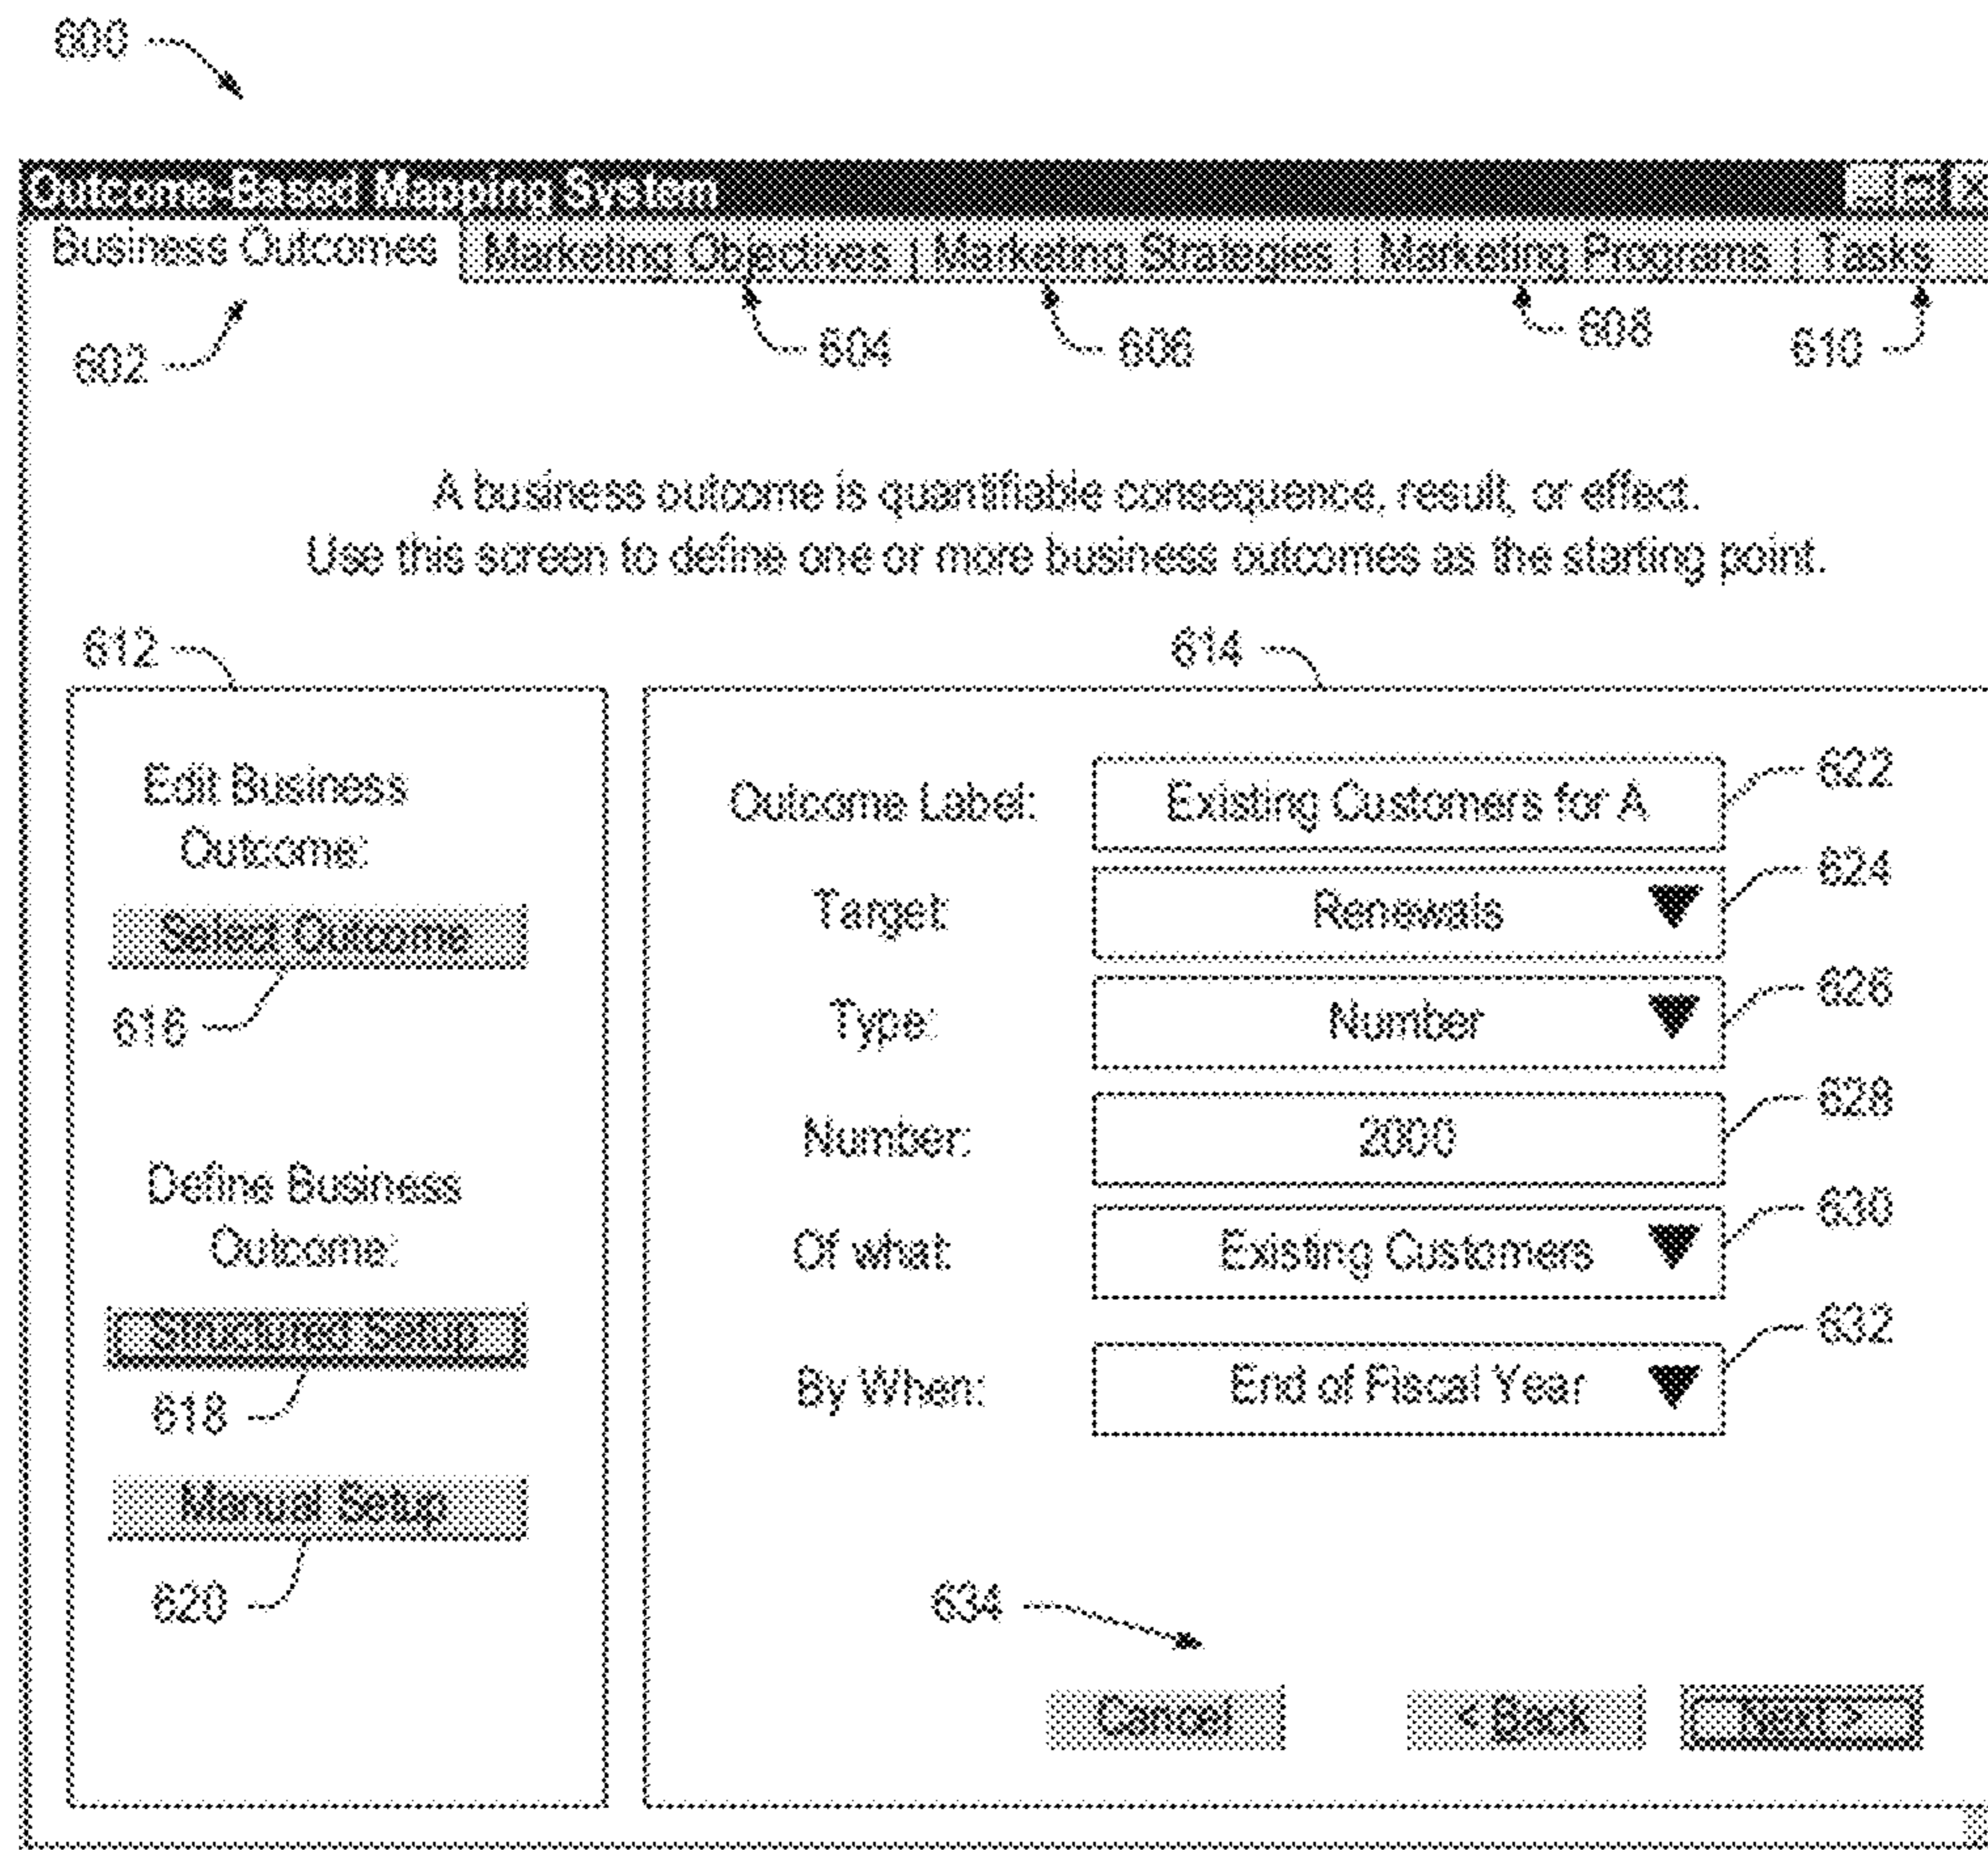 600
Outcome-Based Mapping System
Business Outcomes | Marketing Objectives | Marketing Strategies | Marketing Programs | Tasks
602 604 606 608 610
A business outcome is quantifiable consequence, result, or effect.
Use this screen to define one or more business outcomes as the starting point.
612
Edit Business
Outcome:
Select Outcome
616
Define Business
Outcome:
Structured Setup
618
Manual Setup
620
614
Outcome Label: Existing Customers for A 622
Target: Renewals 624
Type: Number 626
Number: 2000 628
Of what: Existing Customers 630
By When: End of Fiscal Year 632
634
Cancel < Back Next >